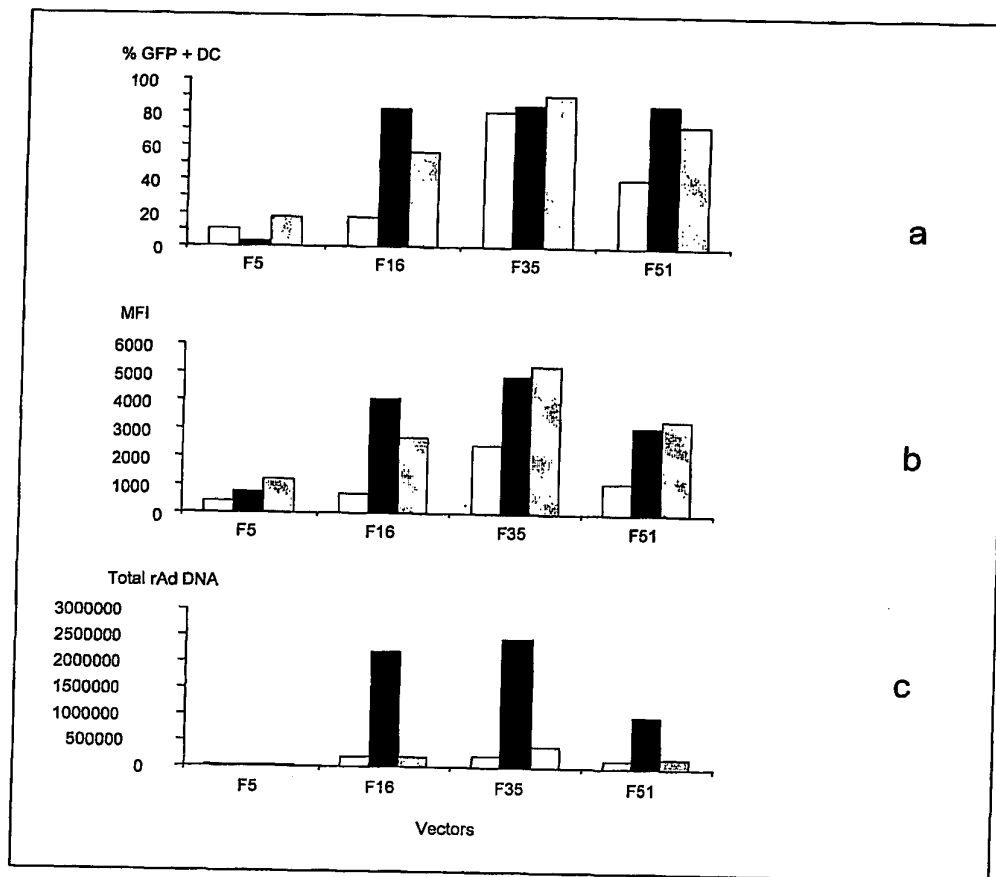 % GFP + DC
100
80
60
40
20
0
F5 F16 F35 F51
a
MFI
6000
5000
4000
3000
2000
1000
0
F5 F16 F35 F51
b
Total rAd DNA
3000000
2500000
2000000
1500000
1000000
500000
0
F5 F16 F35 F51
Vectors
c